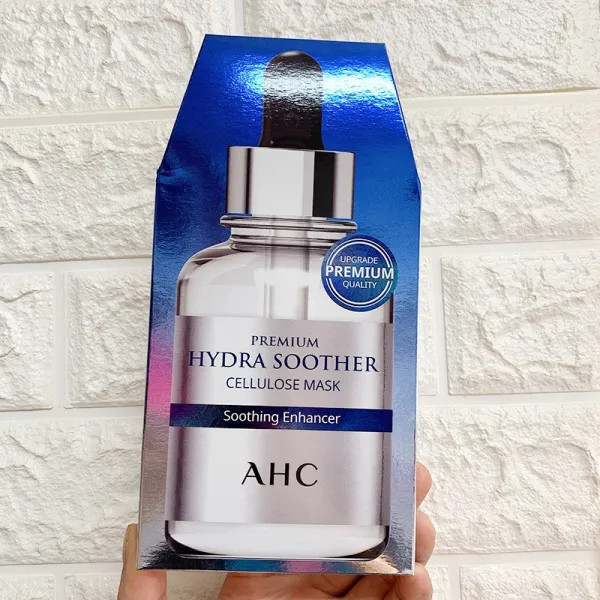 UPGRADE
PREMIUM
QUALITY
PREMIUM
HYDRA SOOTHER
CELLULOSE MASK
Soothing Enhancer
AHC